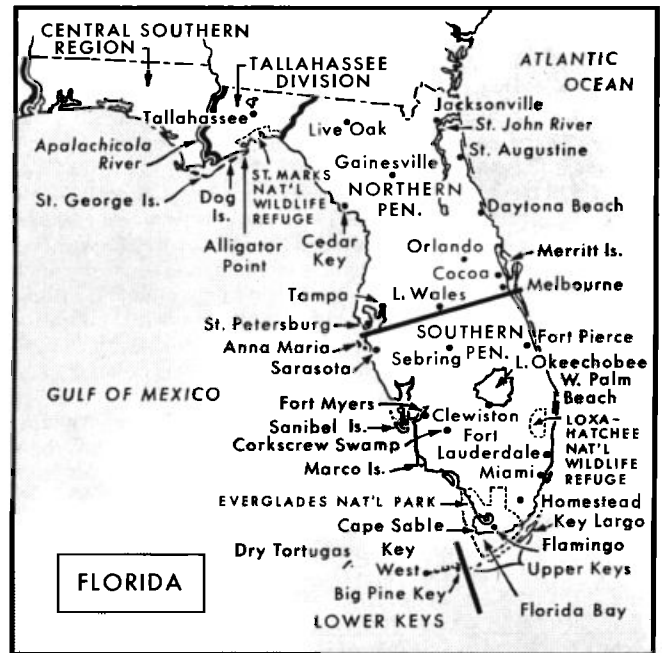 CENTRAL SOUTHERN
REGION
TALLAHASSEE
DIVISION
ATLANTIC
OCEAN
Tallahassee
Live Oak
Jacksonville
St. John River
Apalachicola
River
Gainesville
St. Augustine
St. George Is.
Dog
Is.
ST. MARKS
NAT'L
WILDLIFE
REFUGE
NORTHERN
PEN.
Daytona Beach
Alligator
Point
Cedar
Key
Orlando
Merritt Is.
Cocoa
Tampa
L. Wales
Melbourne
St. Petersburg
SOUTHERN
PEN.
Fort Pierce
Anna Maria
Sebring
Sarasota
L. Okeechobee
GULF OF MEXICO
W. Palm
Beach
Fort Myers
Clewiston
Sanibel Is.
LOXA-
HATCHEE
NAT'L
WILDLIFE
REFUGE
Corkscrew Swamp
Fort
Lauderdale
Marco Is.
Miami
EVERGLADES NAT'L PARK
Homestead
Cape Sable
Key Largo
Flamingo
Dry Tortugas
Key
West
Upper Keys
Big Pine Key
Florida Bay
LOWER KEYS
FLORIDA